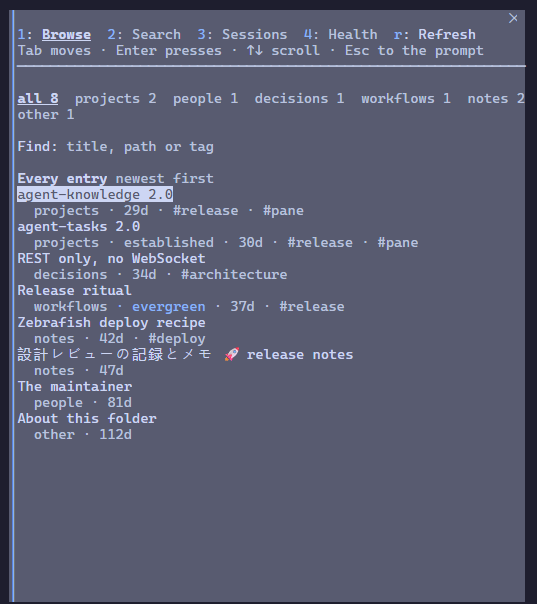 ×
1: Browse  2: Search  3: Sessions  4: Health  r: Refresh
Tab moves · Enter presses · ↑↓ scroll · Esc to the prompt
all 8  projects 2  people 1  decisions 1  workflows 1  notes 2
other 1
Find: title, path or tag
Every entry newest first
agent-knowledge 2.0
projects · 29d · #release · #pane
agent-tasks 2.0
projects · established · 30d · #release · #pane
REST only, no WebSocket
decisions · 34d · #architecture
Release ritual
workflows · evergreen · 37d · #release
Zebrafish deploy recipe
notes · 42d · #deploy
設計レビューの記録とメモ 🚀 release notes
notes · 47d
The maintainer
people · 81d
About this folder
other · 112d